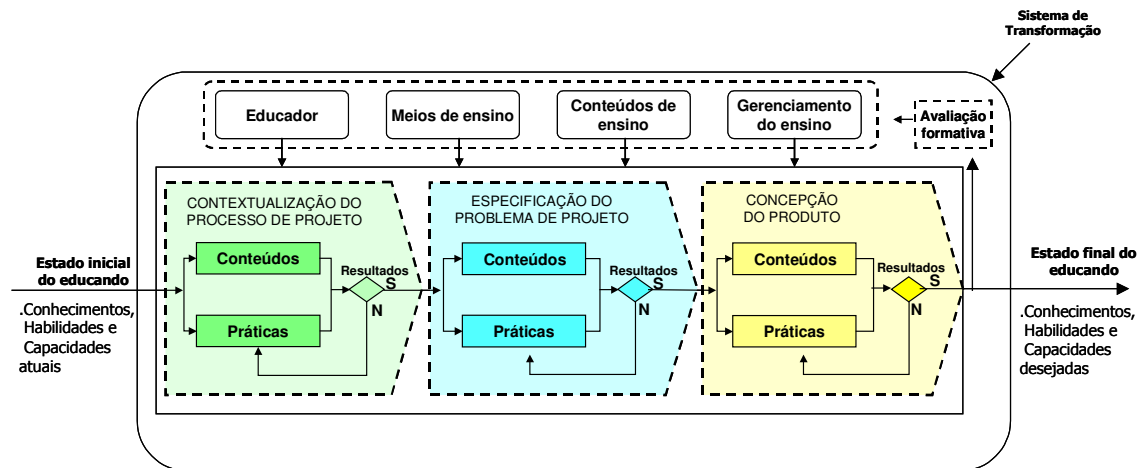 Sistema de
Transformação
Educador
Meios de ensino
Conteúdos de
ensino
Gerenciamento
do ensino
Avaliação
formativa
CONTEXTUALIZAÇÃO DO
PROCESSO DE PROJETO
Conteúdos
Práticas
Resultados
S
N
ESPECIFICAÇÃO DO
PROBLEMA DE PROJETO
Conteúdos
Práticas
Resultados
S
N
CONCEPÇÃO
DO PRODUTO
Conteúdos
Práticas
Resultados
S
N
Estado inicial
do educando
.Conhecimentos,
Habilidades e
Capacidades
atuais
Estado final do
educando
.Conhecimentos,
Habilidades e
Capacidades
desejadas